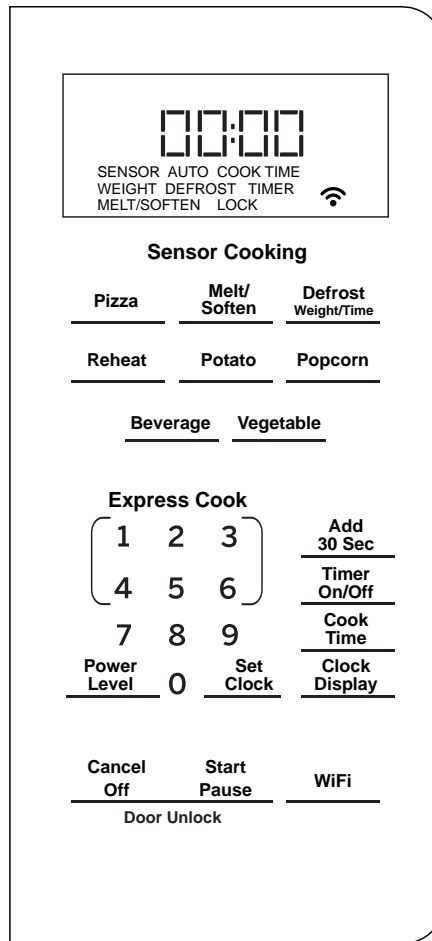 00:00
SENSOR AUTO COOK TIME
WEIGHT DEFROST TIMER
MELT/SOFTEN LOCK
Sensor Cooking
Pizza
Melt/
Soften
Defrost
Weight/Time
Reheat
Potato
Popcorn
Beverage
Vegetable
Express Cook
1 2 3
Add
30 Sec
4 5 6
Timer
On/Off
7 8 9
Cook
Time
Power
Level
0
Set
Clock
Clock
Display
Cancel
Off
Start
Pause
WiFi
Door Unlock